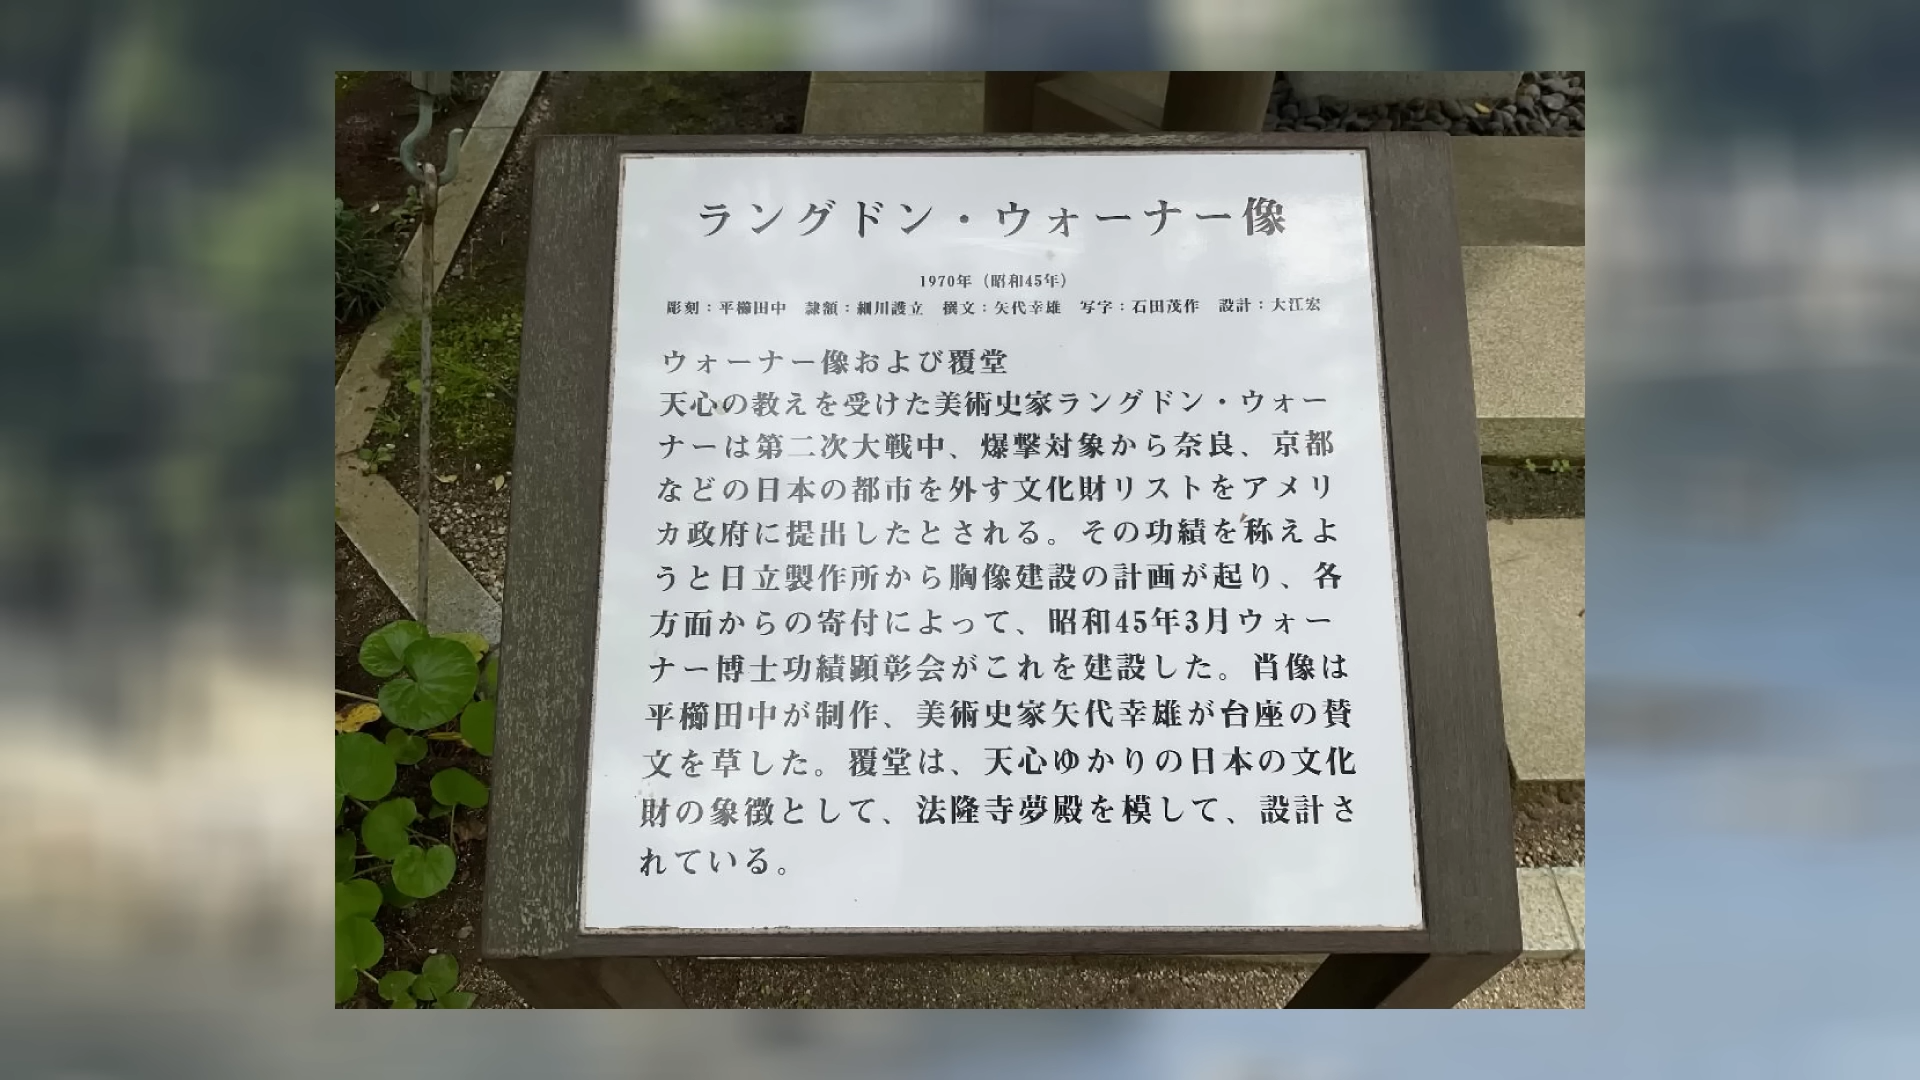 ラングドン・ウォーナー像
1970年（昭和45年）
彫刻：平櫛田中　隷額：細川護立　撰文：矢代幸雄　写字：石田茂作　設計：大江宏
ウォーナー像および覆堂
天心の教えを受けた美術史家ラングドン・ウォー
ナーは第二次大戦中、爆撃対象から奈良、京都
などの日本の都市を外す文化財リストをアメリ
カ政府に提出したとされる。その功績を称えよ
うと日立製作所から胸像建設の計画が起り、各
方面からの寄付によって、昭和45年3月ウォー
ナー博士功績顕彰会がこれを建設した。肖像は
平櫛田中が制作、美術史家矢代幸雄が台座の賛
文を草した。覆堂は、天心ゆかりの日本の文化
財の象徴として、法隆寺夢殿を模して、設計さ
れている。